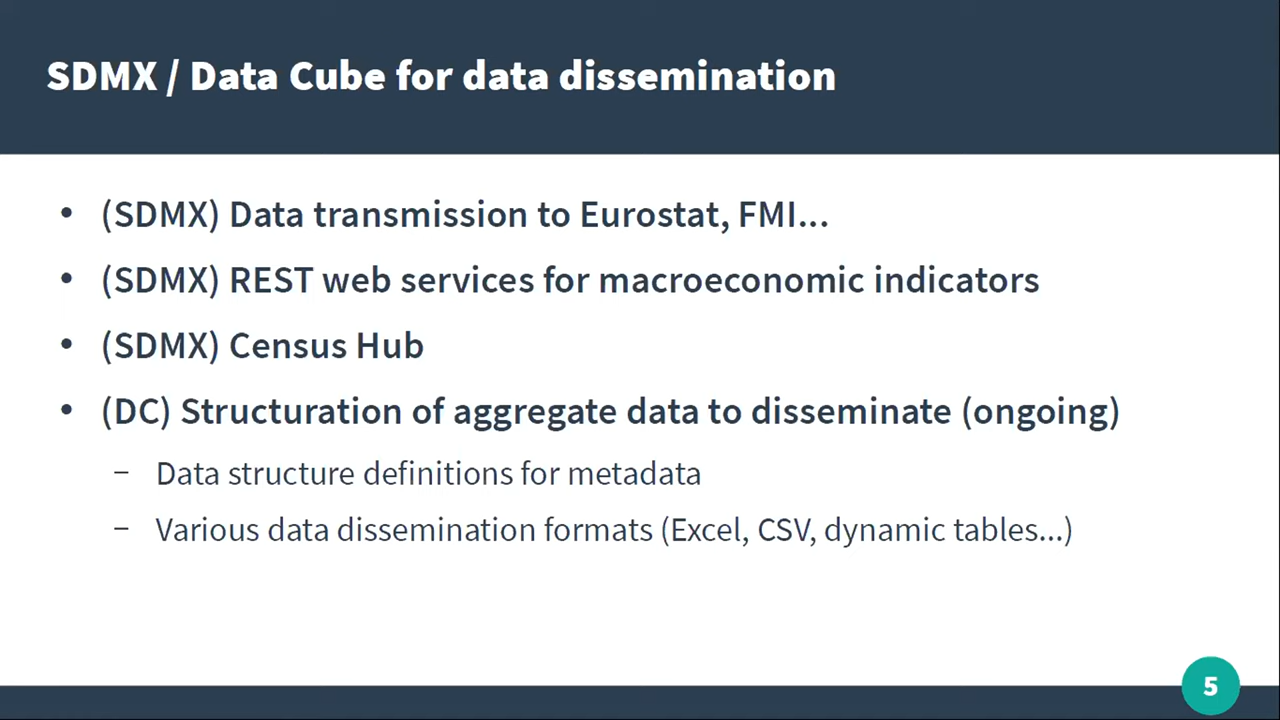 SDMX / Data Cube for data dissemination
• (SDMX) Data transmission to Eurostat, FMI...
• (SDMX) REST web services for macroeconomic indicators
• (SDMX) Census Hub
• (DC) Structuration of aggregate data to disseminate (ongoing)
– Data structure definitions for metadata
– Various data dissemination formats (Excel, CSV, dynamic tables...)
5